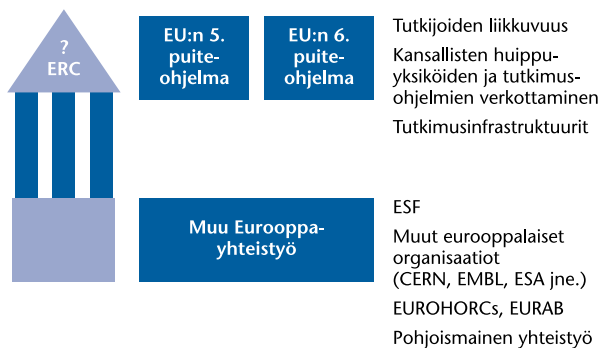 ?
ERC
EU:n 5.
puite-
ohjelma
EU:n 6.
puite-
ohjelma
Tutkijoiden liikkuvuus
Kansallisten huippu-
yksiköiden ja tutkimus-
ohjelmien verkottaminen
Tutkimusinfrastruktuurit
Muu Eurooppa-
yhteistyö
ESF
Muut eurooppalaiset
organisaatiot
(CERN, EMBL, ESA jne.)
EUROHORCs, EURAB
Pohjoismainen yhteistyö